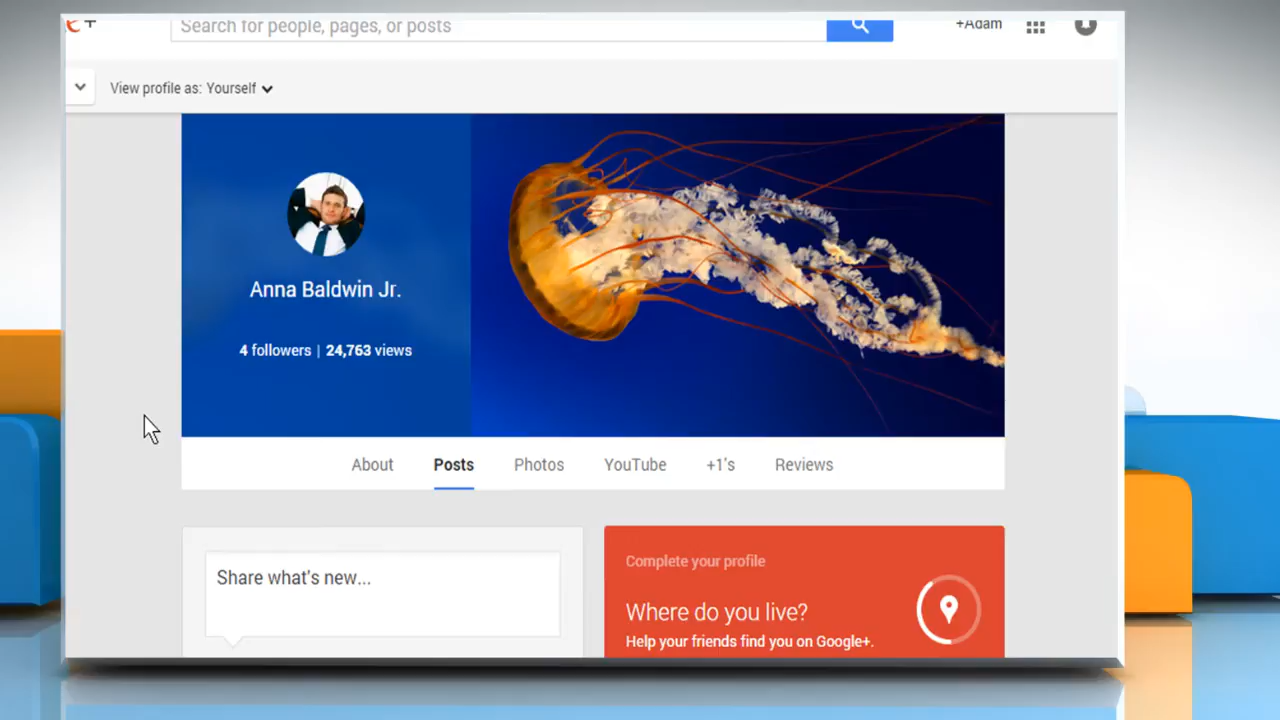 +
Search for people, pages, or posts
+Adam
View profile as: Yourself
Anna Baldwin Jr.
4 followers | 24,763 views
About Posts Photos YouTube +1's Reviews
Share what's new...
Complete your profile
Where do you live?
Help your friends find you on Google+.